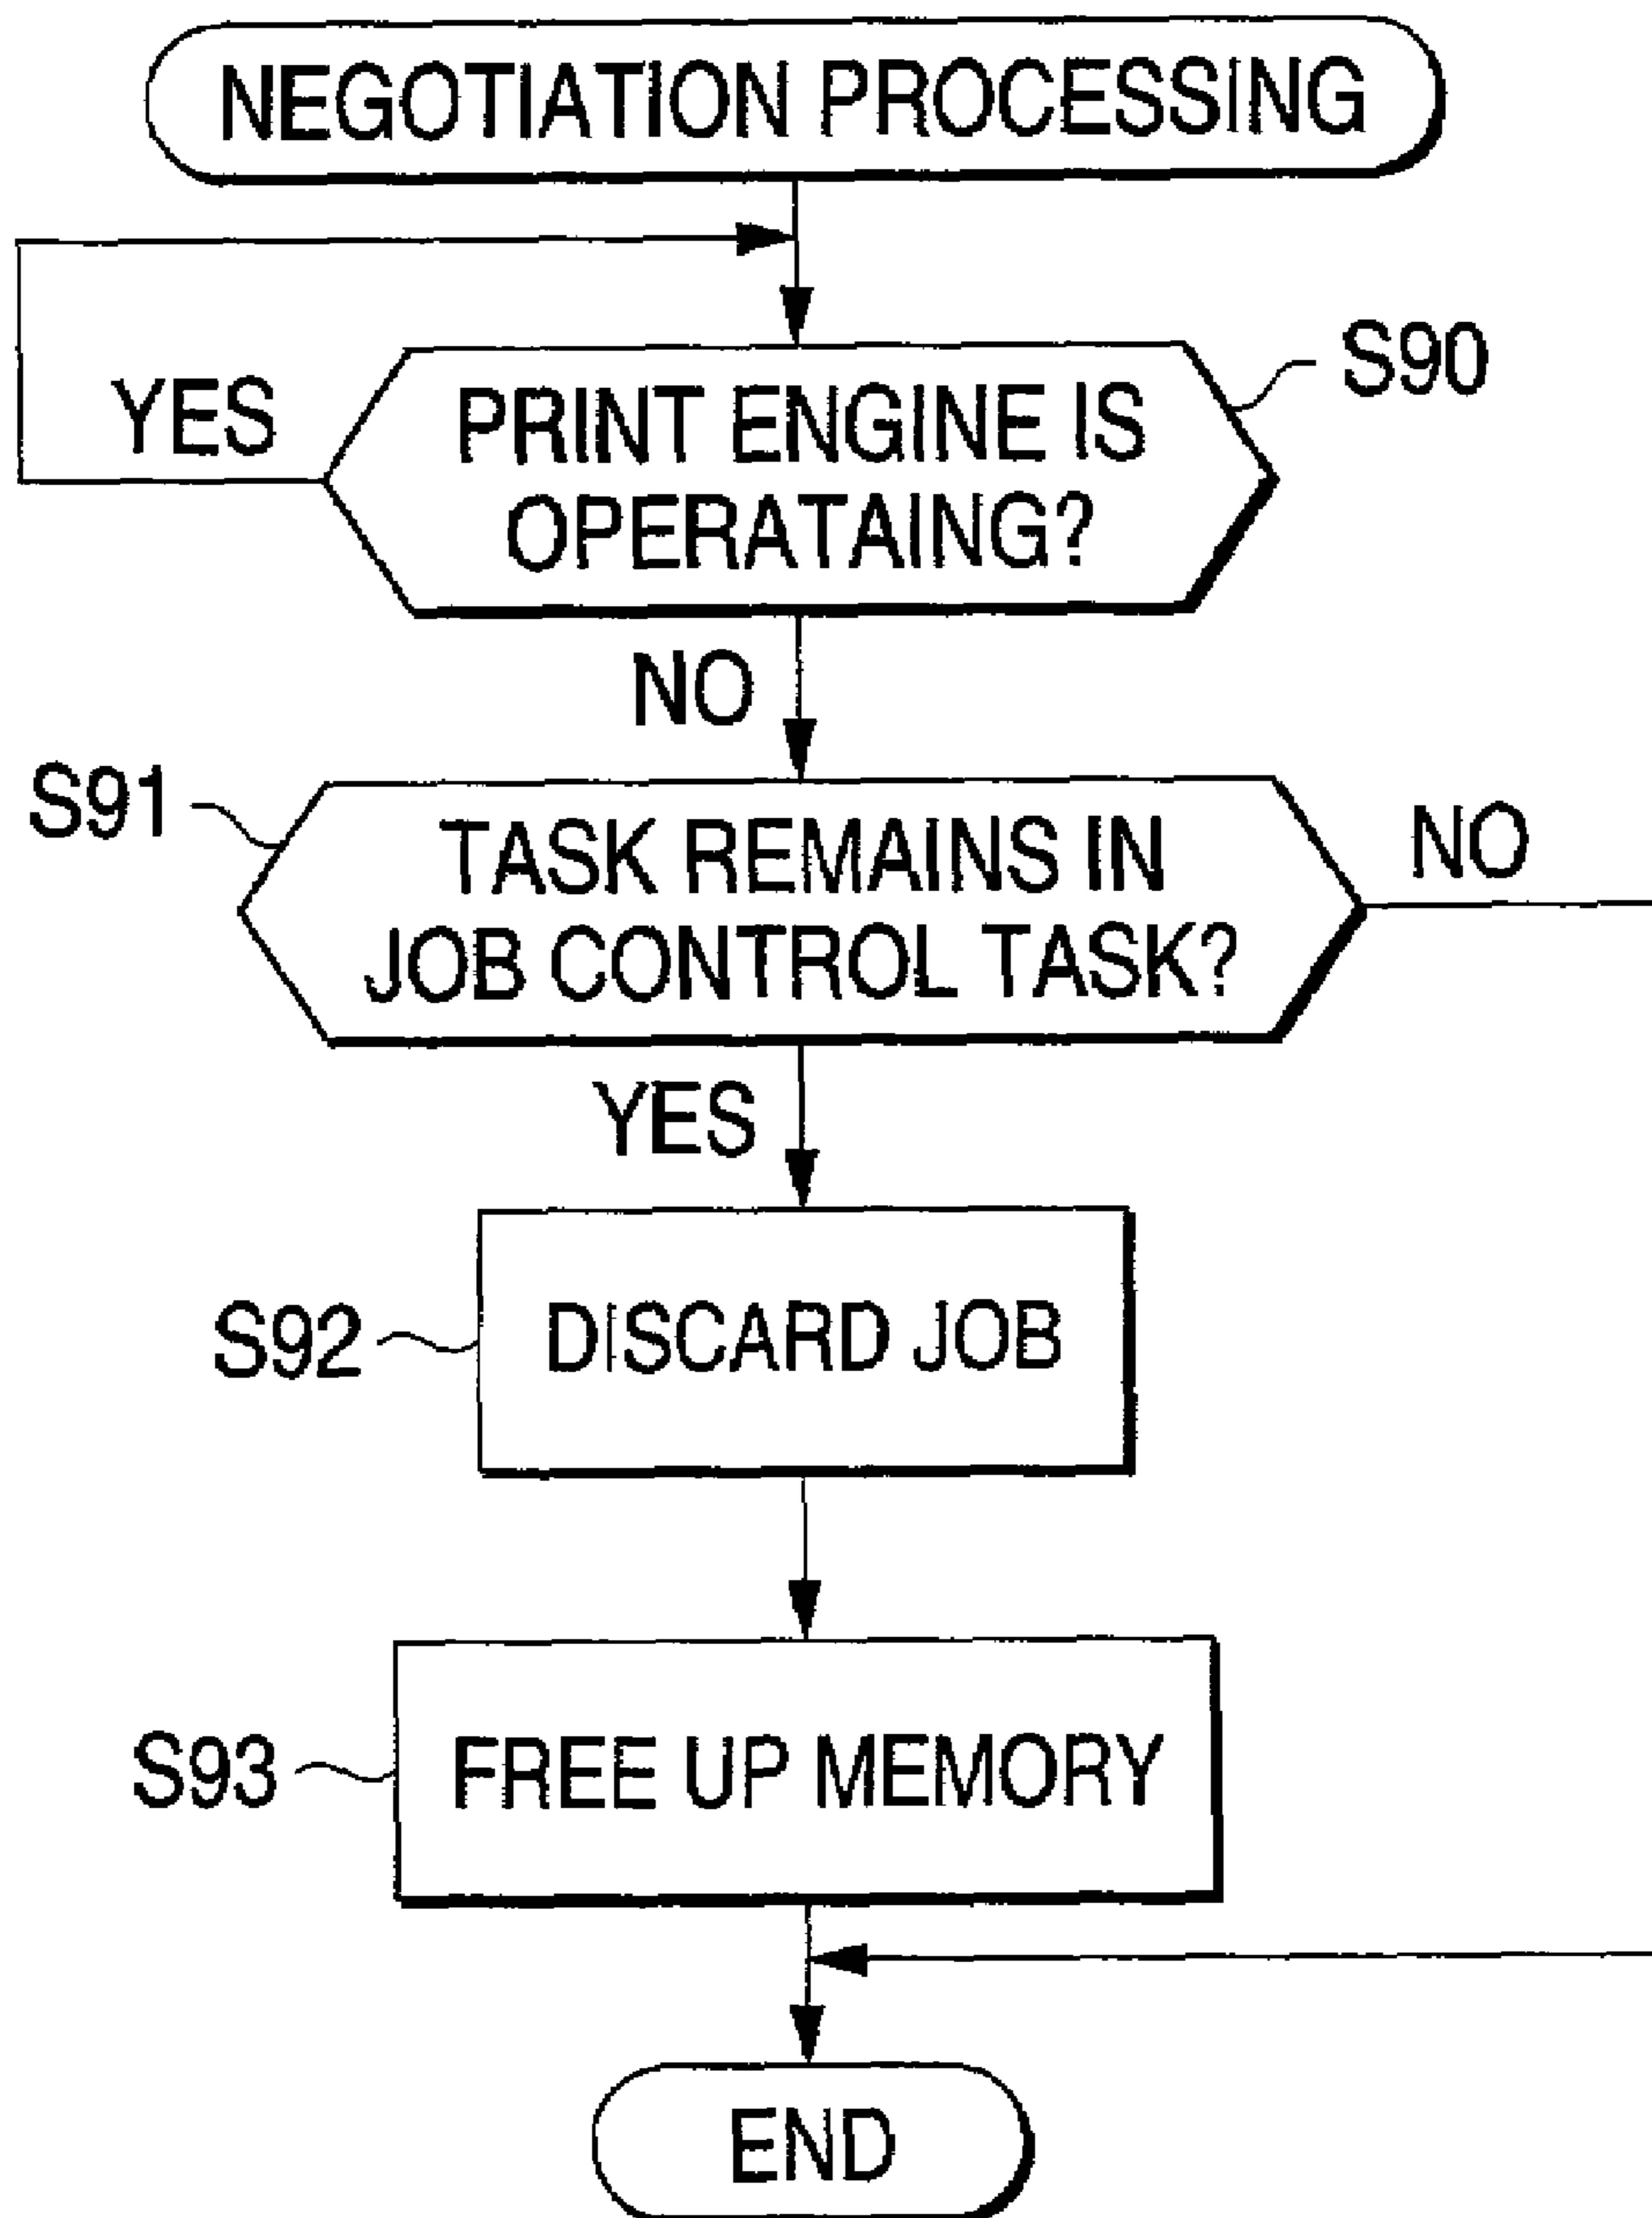 NEGOTIATION PROCESSING
S90
YES
PRINT ENGINE IS
OPERATAING?
NO
S91
TASK REMAINS IN
JOB CONTROL TASK?
NO
YES
S92
DISCARD JOB
S93
FREE UP MEMORY
END